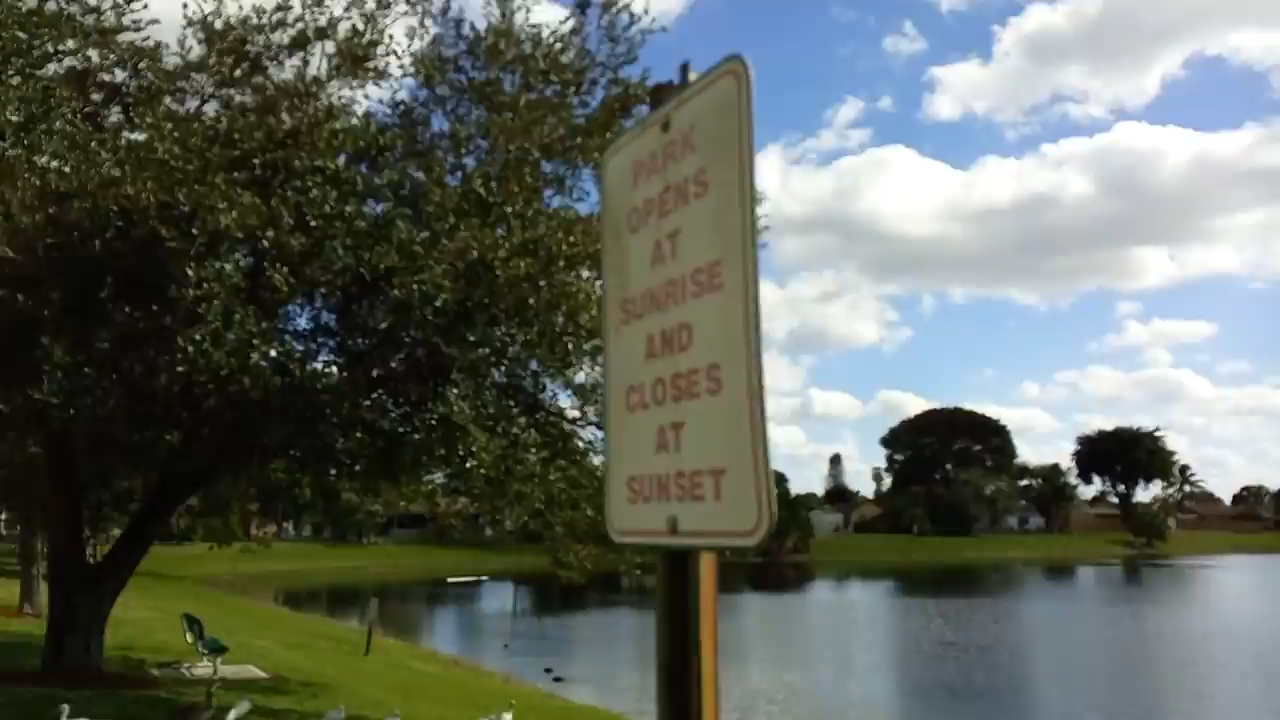 PARK
OPENS
AT
SUNRISE
AND
CLOSES
AT
SUNSET